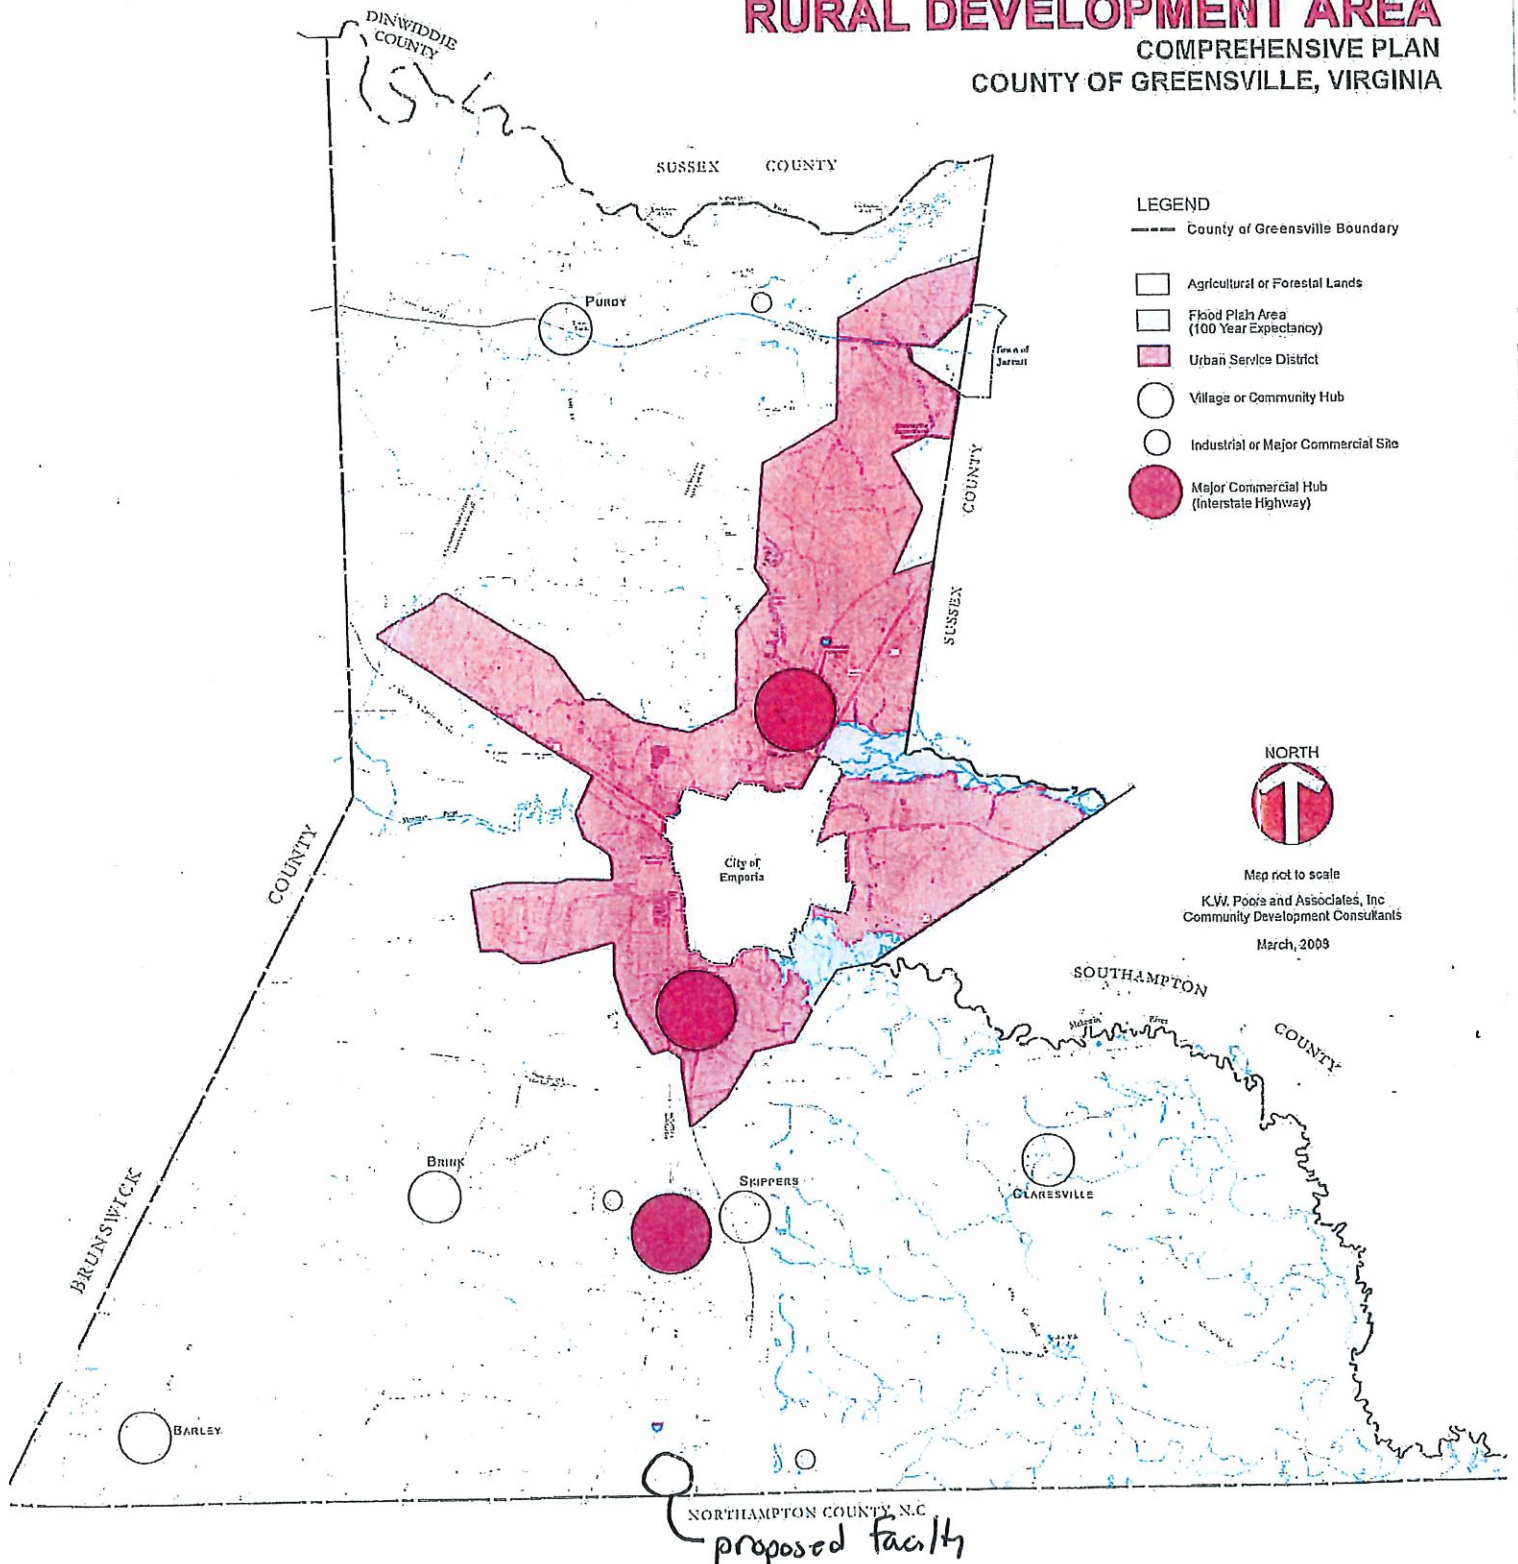 RURAL DEVELOPMENT AREA
COMPREHENSIVE PLAN
COUNTY OF GREENSVILLE, VIRGINIA
DINWIDDIE
COUNTY
SUSSEX COUNTY
LEGEND
County of Greensville Boundary
Agricultural or Forestal Lands
Flood Plain Area
(100 Year Expectancy)
Urban Service District
Village or Community Hub
Industrial or Major Commercial Site
Major Commercial Hub
(Interstate Highway)
PURDY
Town of
Jarratt
COUNTY
SUSSEX
NORTH
Map not to scale
K.W. Poore and Associates, Inc
Community Development Consultants
March, 2009
City of
Emporia
COUNTY
BRUNSWICK
SOUTHAMPTON
COUNTY
Meherrin River
BRINK
SKIPPERS
CLARESVILLE
BARLEY
NORTHAMPTON COUNTY, N.C
proposed Facilty